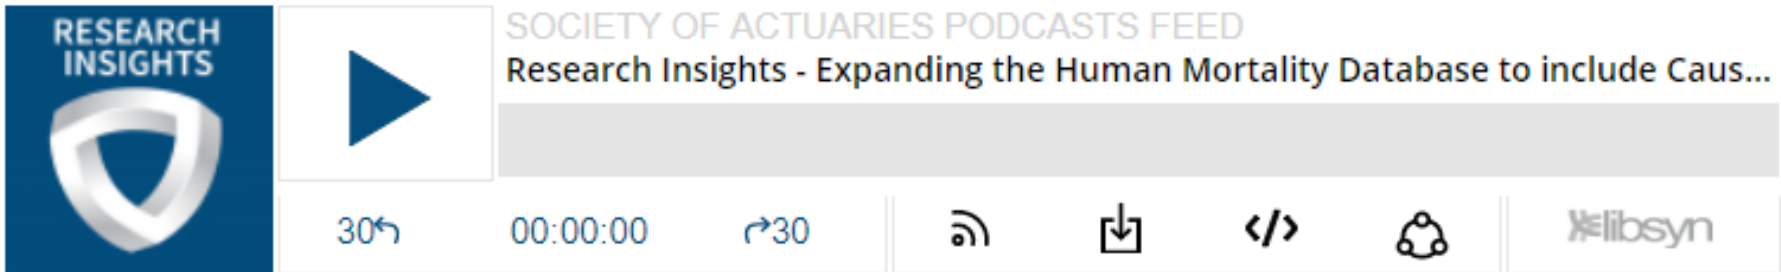 RESEARCH
INSIGHTS
SOCIETY OF ACTUARIES PODCASTS FEED
Research Insights - Expanding the Human Mortality Database to include Caus...
30
00:00:00
30
</>
libsyn